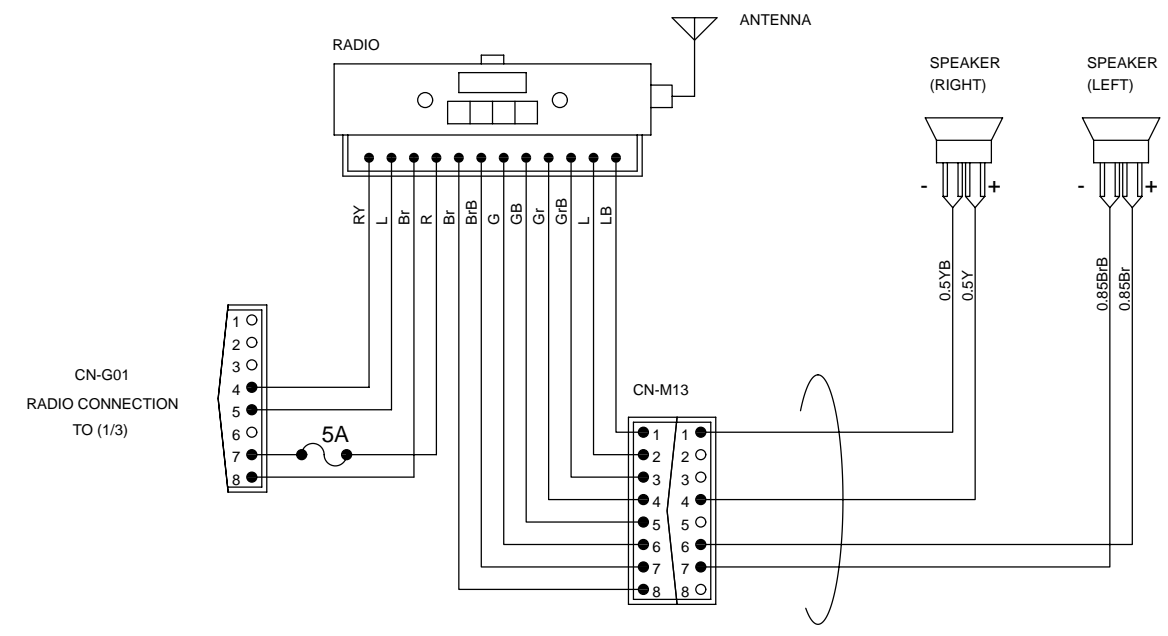 ANTENNA
RADIO
SPEAKER
(RIGHT)
SPEAKER
(LEFT)
- +
- +
RY
L
Br
R
Br
BrB
G
GB
Gr
GrB
L
LB
0.5YB
0.5Y
0.85BrB
0.85Br
CN-G01
RADIO CONNECTION
TO (1/3)
1
2
3
4
5
6
7
8
5A
CN-M13
1 1
2 2
3 3
4 4
5 5
6 6
7 7
8 8